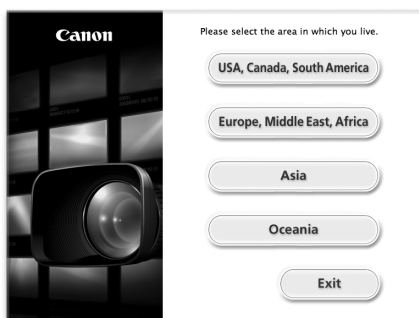 Canon
Please select the area in which you live.
USA, Canada, South America
Europe, Middle East, Africa
Asia
Oceania
Exit